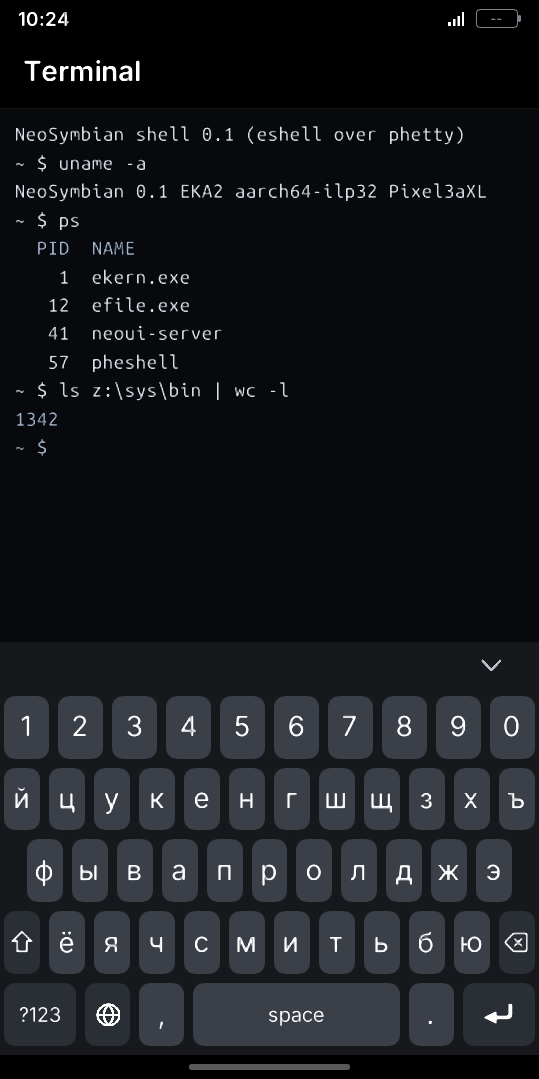 10:24
--
Terminal
NeoSymbian shell 0.1 (eshell over phetty)
~ $ uname -a
NeoSymbian 0.1 EKA2 aarch64-ilp32 Pixel3aXL
~ $ ps
PID NAME
1 ekern.exe
12 efile.exe
41 neoui-server
57 pheshell
~ $ ls z:\sys\bin | wc -l
1342
~ $
1 2 3 4 5 6 7 8 9 0
й ц у к е н г ш щ з х ъ
ф ы в а п р о л д ж э
ё я ч с м и т ь б ю
?123 , space .